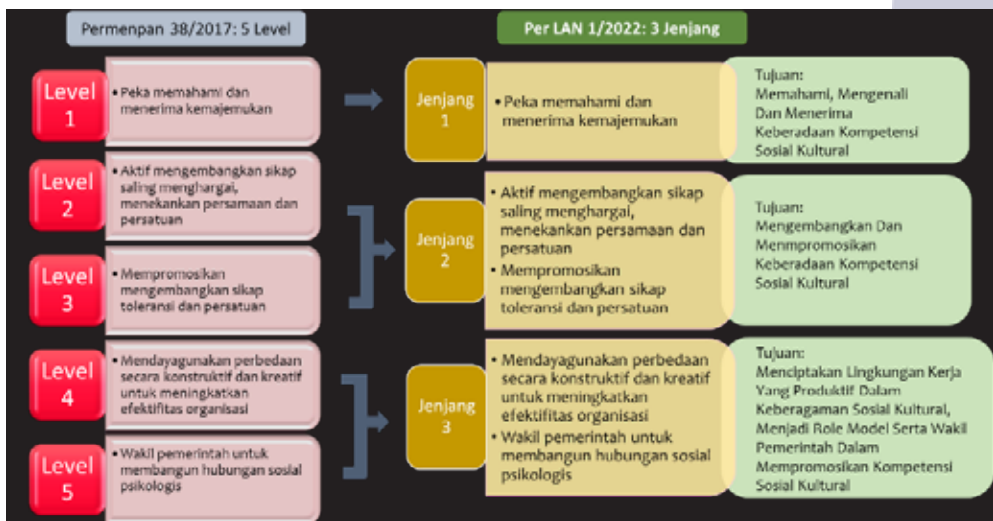 Permenpan 38/2017: 5 Level
Level
1
• Peka memahami dan
menerima kemajemukan
Level
2
• Aktif mengembangkan sikap
saling menghargai,
menekankan persamaan dan
persatuan
Level
3
• Mempromosikan
mengembangkan sikap
toleransi dan persatuan
Level
4
• Mendayagunakan perbedaan
secara konstruktif dan kreatif
untuk meningkatkan
efektifitas organisasi
Level
5
• Wakil pemerintah untuk
membangun hubungan sosial
psikologis
Per LAN 1/2022: 3 Jenjang
Jenjang
1
• Peka memahami dan
menerima kemajemukan
Tujuan:
Memahami, Mengenali
Dan Menerima
Keberadaan Kompetensi
Sosial Kultural
Jenjang
2
• Aktif mengembangkan sikap
saling menghargai,
menekankan persamaan dan
persatuan
• Mempromosikan
mengembangkan sikap
toleransi dan persatuan
Tujuan:
Mengembangkan Dan
Menmpromosikan
Keberadaan Kompetensi
Sosial Kultural
Jenjang
3
• Mendayagunakan perbedaan
secara konstruktif dan kreatif
untuk meningkatkan
efektifitas organisasi
• Wakil pemerintah untuk
membangun hubungan sosial
psikologis
Tujuan:
Menciptakan Lingkungan Kerja
Yang Produktif Dalam
Keberagaman Sosial Kultural,
Menjadi Role Model Serta Wakil
Pemerintah Dalam
Mempromosikan Kompetensi
Sosial Kultural